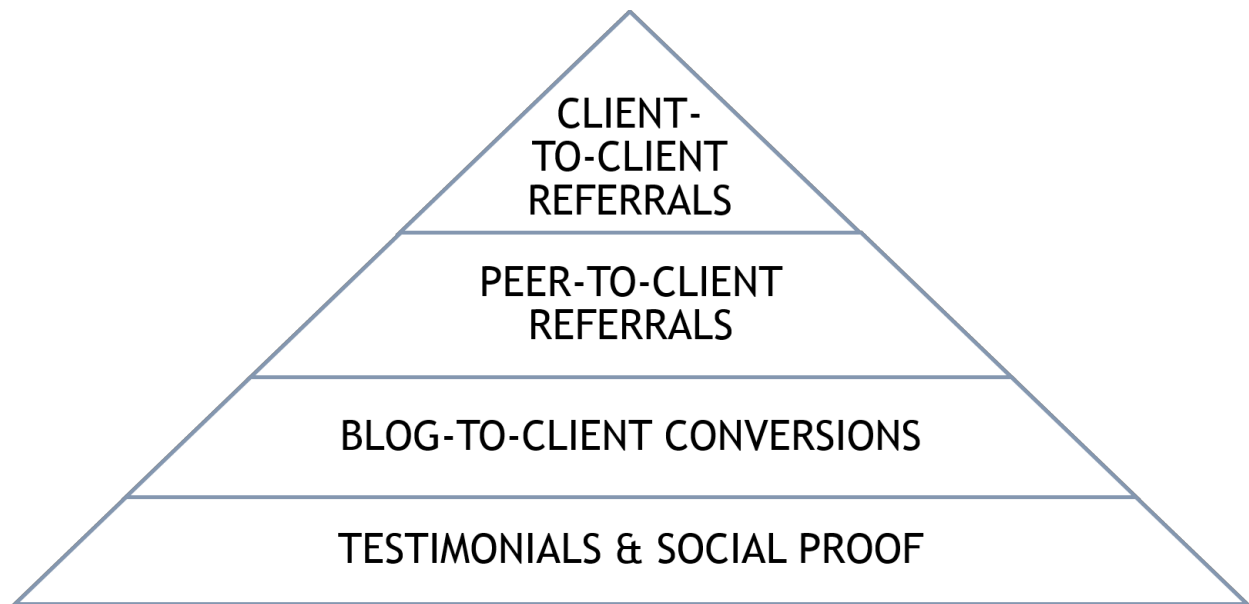 CLIENT-
TO-CLIENT
REFERRALS
PEER-TO-CLIENT
REFERRALS
BLOG-TO-CLIENT CONVERSIONS
TESTIMONIALS & SOCIAL PROOF